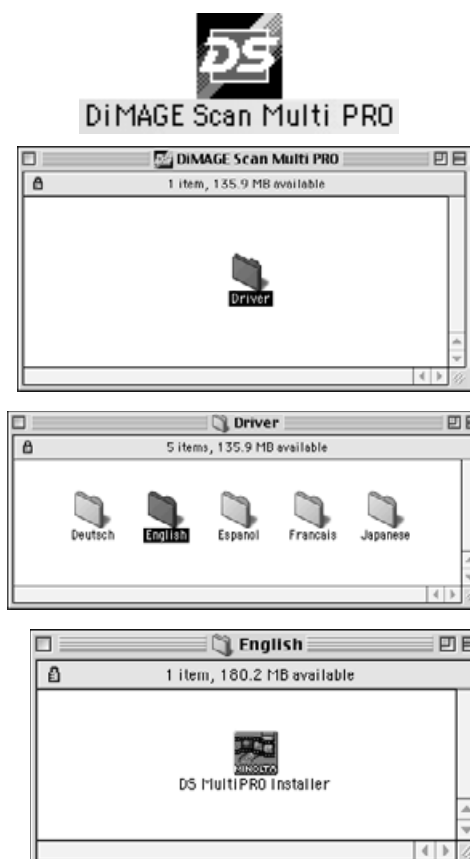 DS
DiMAGE Scan Multi PRO
DS DiMAGE Scan Multi PRO
1 item, 135.9 MB available
Driver
Driver
5 items, 135.9 MB available
Deutsch English Espanol Francais Japanese
English
1 item, 180.2 MB available
MINOLTA
DS MultiPRO Installer